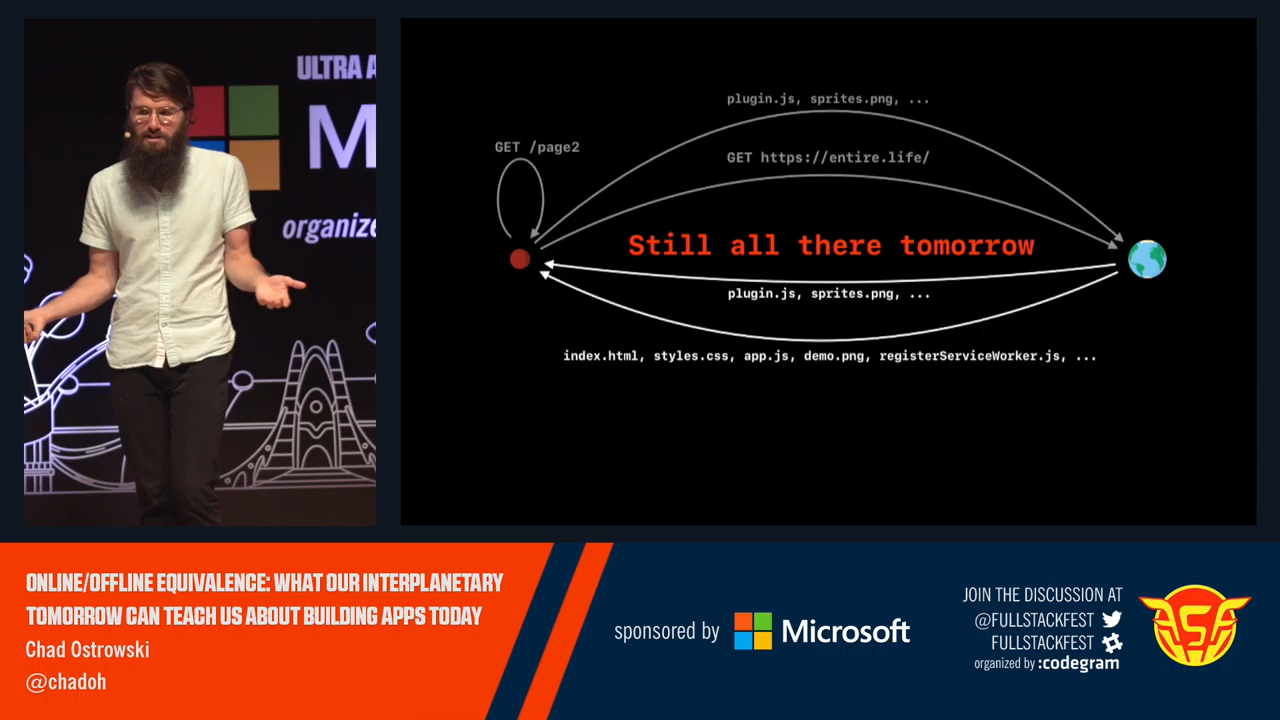 ULTRA A
M
organize
plugin.js, sprites.png, ...
GET /page2
GET https://entire.life/
Still all there tomorrow
plugin.js, sprites.png, ...
index.html, styles.css, app.js, demo.png, registerServiceWorker.js, ...
ONLINE/OFFLINE EQUIVALENCE: WHAT OUR INTERPLANETARY
TOMORROW CAN TEACH US ABOUT BUILDING APPS TODAY
Chad Ostrowski
@chadoh
sponsored by Microsoft
JOIN THE DISCUSSION AT
@FULLSTACKFEST
FULLSTACKFEST
organized by :codegram
FSF